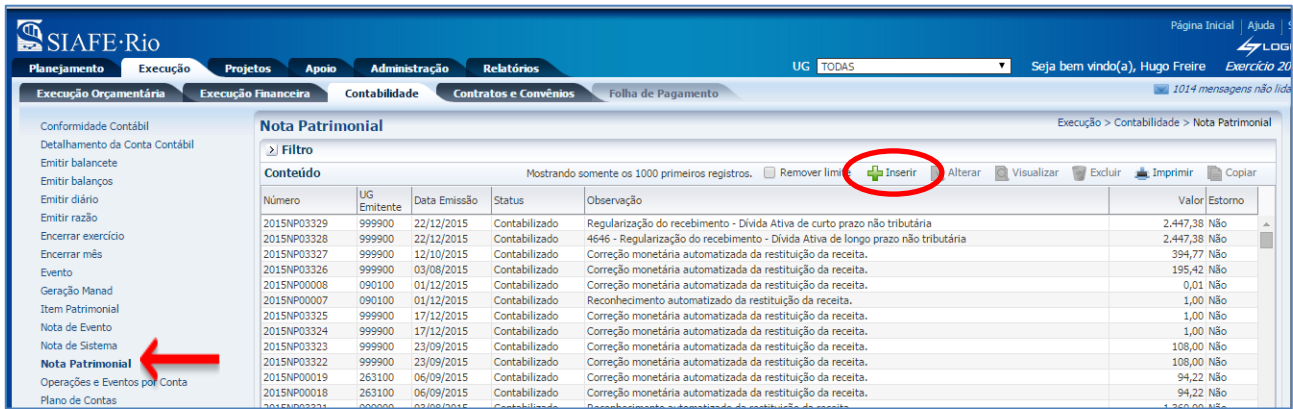 Página Inicial | Ajuda |
SIAFE·Rio
Planejamento Execução Projetos Apoio Administração Relatórios UG TODAS Seja bem vindo(a), Hugo Freire Exercício 20
Execução Orçamentária Execução Financeira Contabilidade Contratos e Convênios Folha de Pagamento 1014 mensagens não lida
Conformidade Contábil
Detalhamento da Conta Contábil
Emitir balancete
Emitir balanços
Emitir diário
Emitir razão
Encerrar exercício
Encerrar mês
Evento
Geração Manad
Item Patrimonial
Nota de Evento
Nota de Sistema
Nota Patrimonial
Operações e Eventos por Conta
Plano de Contas
Nota Patrimonial Execução > Contabilidade > Nota Patrimonial
Filtro
Conteúdo Mostrando somente os 1000 primeiros registros. Remover limite Inserir Alterar Visualizar Excluir Imprimir Copiar
Número UG Emitente Data Emissão Status Observação Valor Estorno
2015NP03329 999900 22/12/2015 Contabilizado Regularização do recebimento - Dívida Ativa de curto prazo não tributária 2.447,38 Não
2015NP03328 999900 22/12/2015 Contabilizado 4646 - Regularização do recebimento - Dívida Ativa de longo prazo não tributária 2.447,38 Não
2015NP03327 999900 12/10/2015 Contabilizado Correção monetária automatizada da restituição da receita. 394,77 Não
2015NP03326 999900 03/08/2015 Contabilizado Correção monetária automatizada da restituição da receita. 195,42 Não
2015NP00008 090100 01/12/2015 Contabilizado Correção monetária automatizada da restituição da receita. 0,01 Não
2015NP00007 090100 01/12/2015 Contabilizado Reconhecimento automatizado da restituição da receita. 1,00 Não
2015NP03325 999900 17/12/2015 Contabilizado Correção monetária automatizada da restituição da receita. 1,00 Não
2015NP03324 999900 17/12/2015 Contabilizado Correção monetária automatizada da restituição da receita. 1,00 Não
2015NP03323 999900 23/09/2015 Contabilizado Correção monetária automatizada da restituição da receita. 108,00 Não
2015NP03322 999900 23/09/2015 Contabilizado Correção monetária automatizada da restituição da receita. 108,00 Não
2015NP00019 263100 06/09/2015 Contabilizado Correção monetária automatizada da restituição da receita. 94,22 Não
2015NP00018 263100 06/09/2015 Contabilizado Correção monetária automatizada da restituição da receita. 94,22 Não